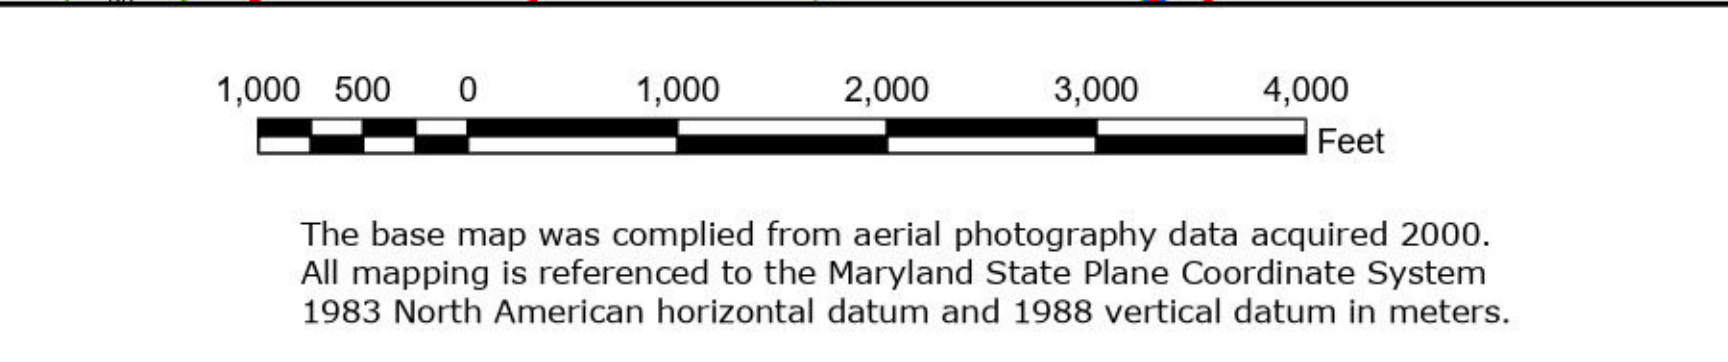 1,000 500 0 1,000 2,000 3,000 4,000
Feet
The base map was complied from aerial photography data acquired 2000.
All mapping is referenced to the Maryland State Plane Coordinate System
1983 North American horizontal datum and 1988 vertical datum in meters.